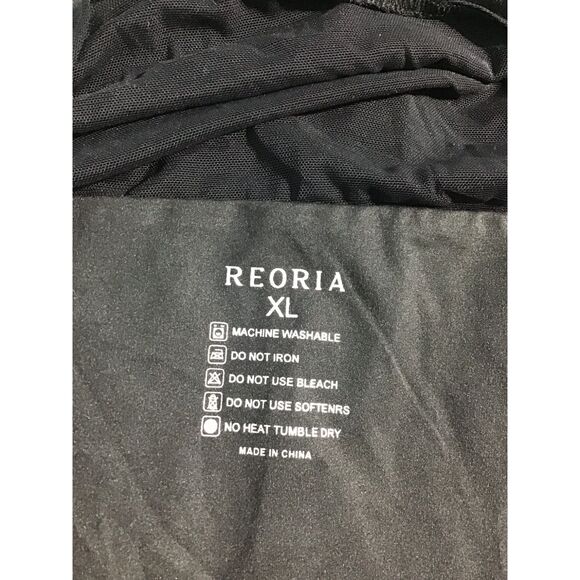 REORIA
XL
MACHINE WASHABLE
DO NOT IRON
DO NOT USE BLEACH
DO NOT USE SOFTENRS
NO HEAT TUMBLE DRY
MADE IN CHINA